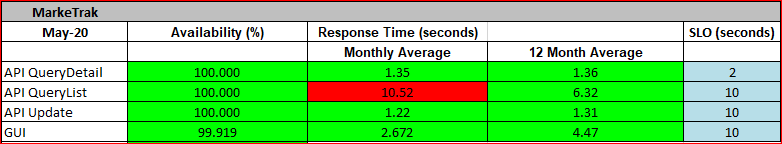 MarkeTrak
May-20 Availability (%) Response Time (seconds) SLO (seconds)
Monthly Average 12 Month Average
API QueryDetail 100.000 1.35 1.36 2
API QueryList 100.000 10.52 6.32 10
API Update 100.000 1.22 1.31 10
GUI 99.919 2.672 4.47 10